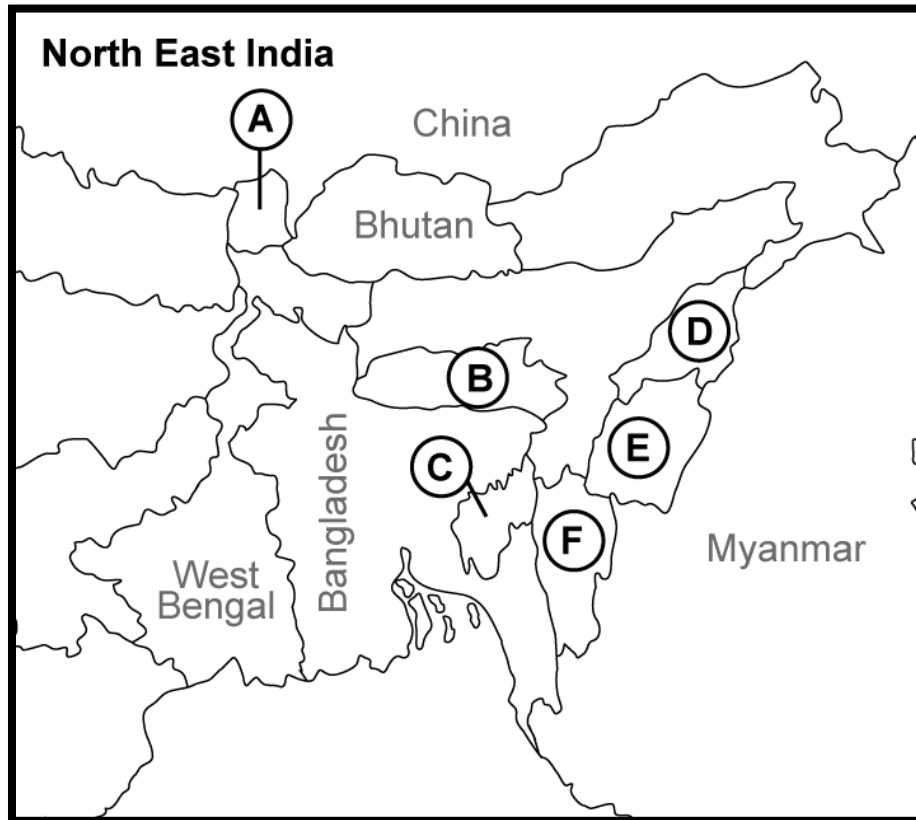 North East India
A
China
Bhutan
D
B
E
C
Bangladesh
F
Myanmar
West
Bengal